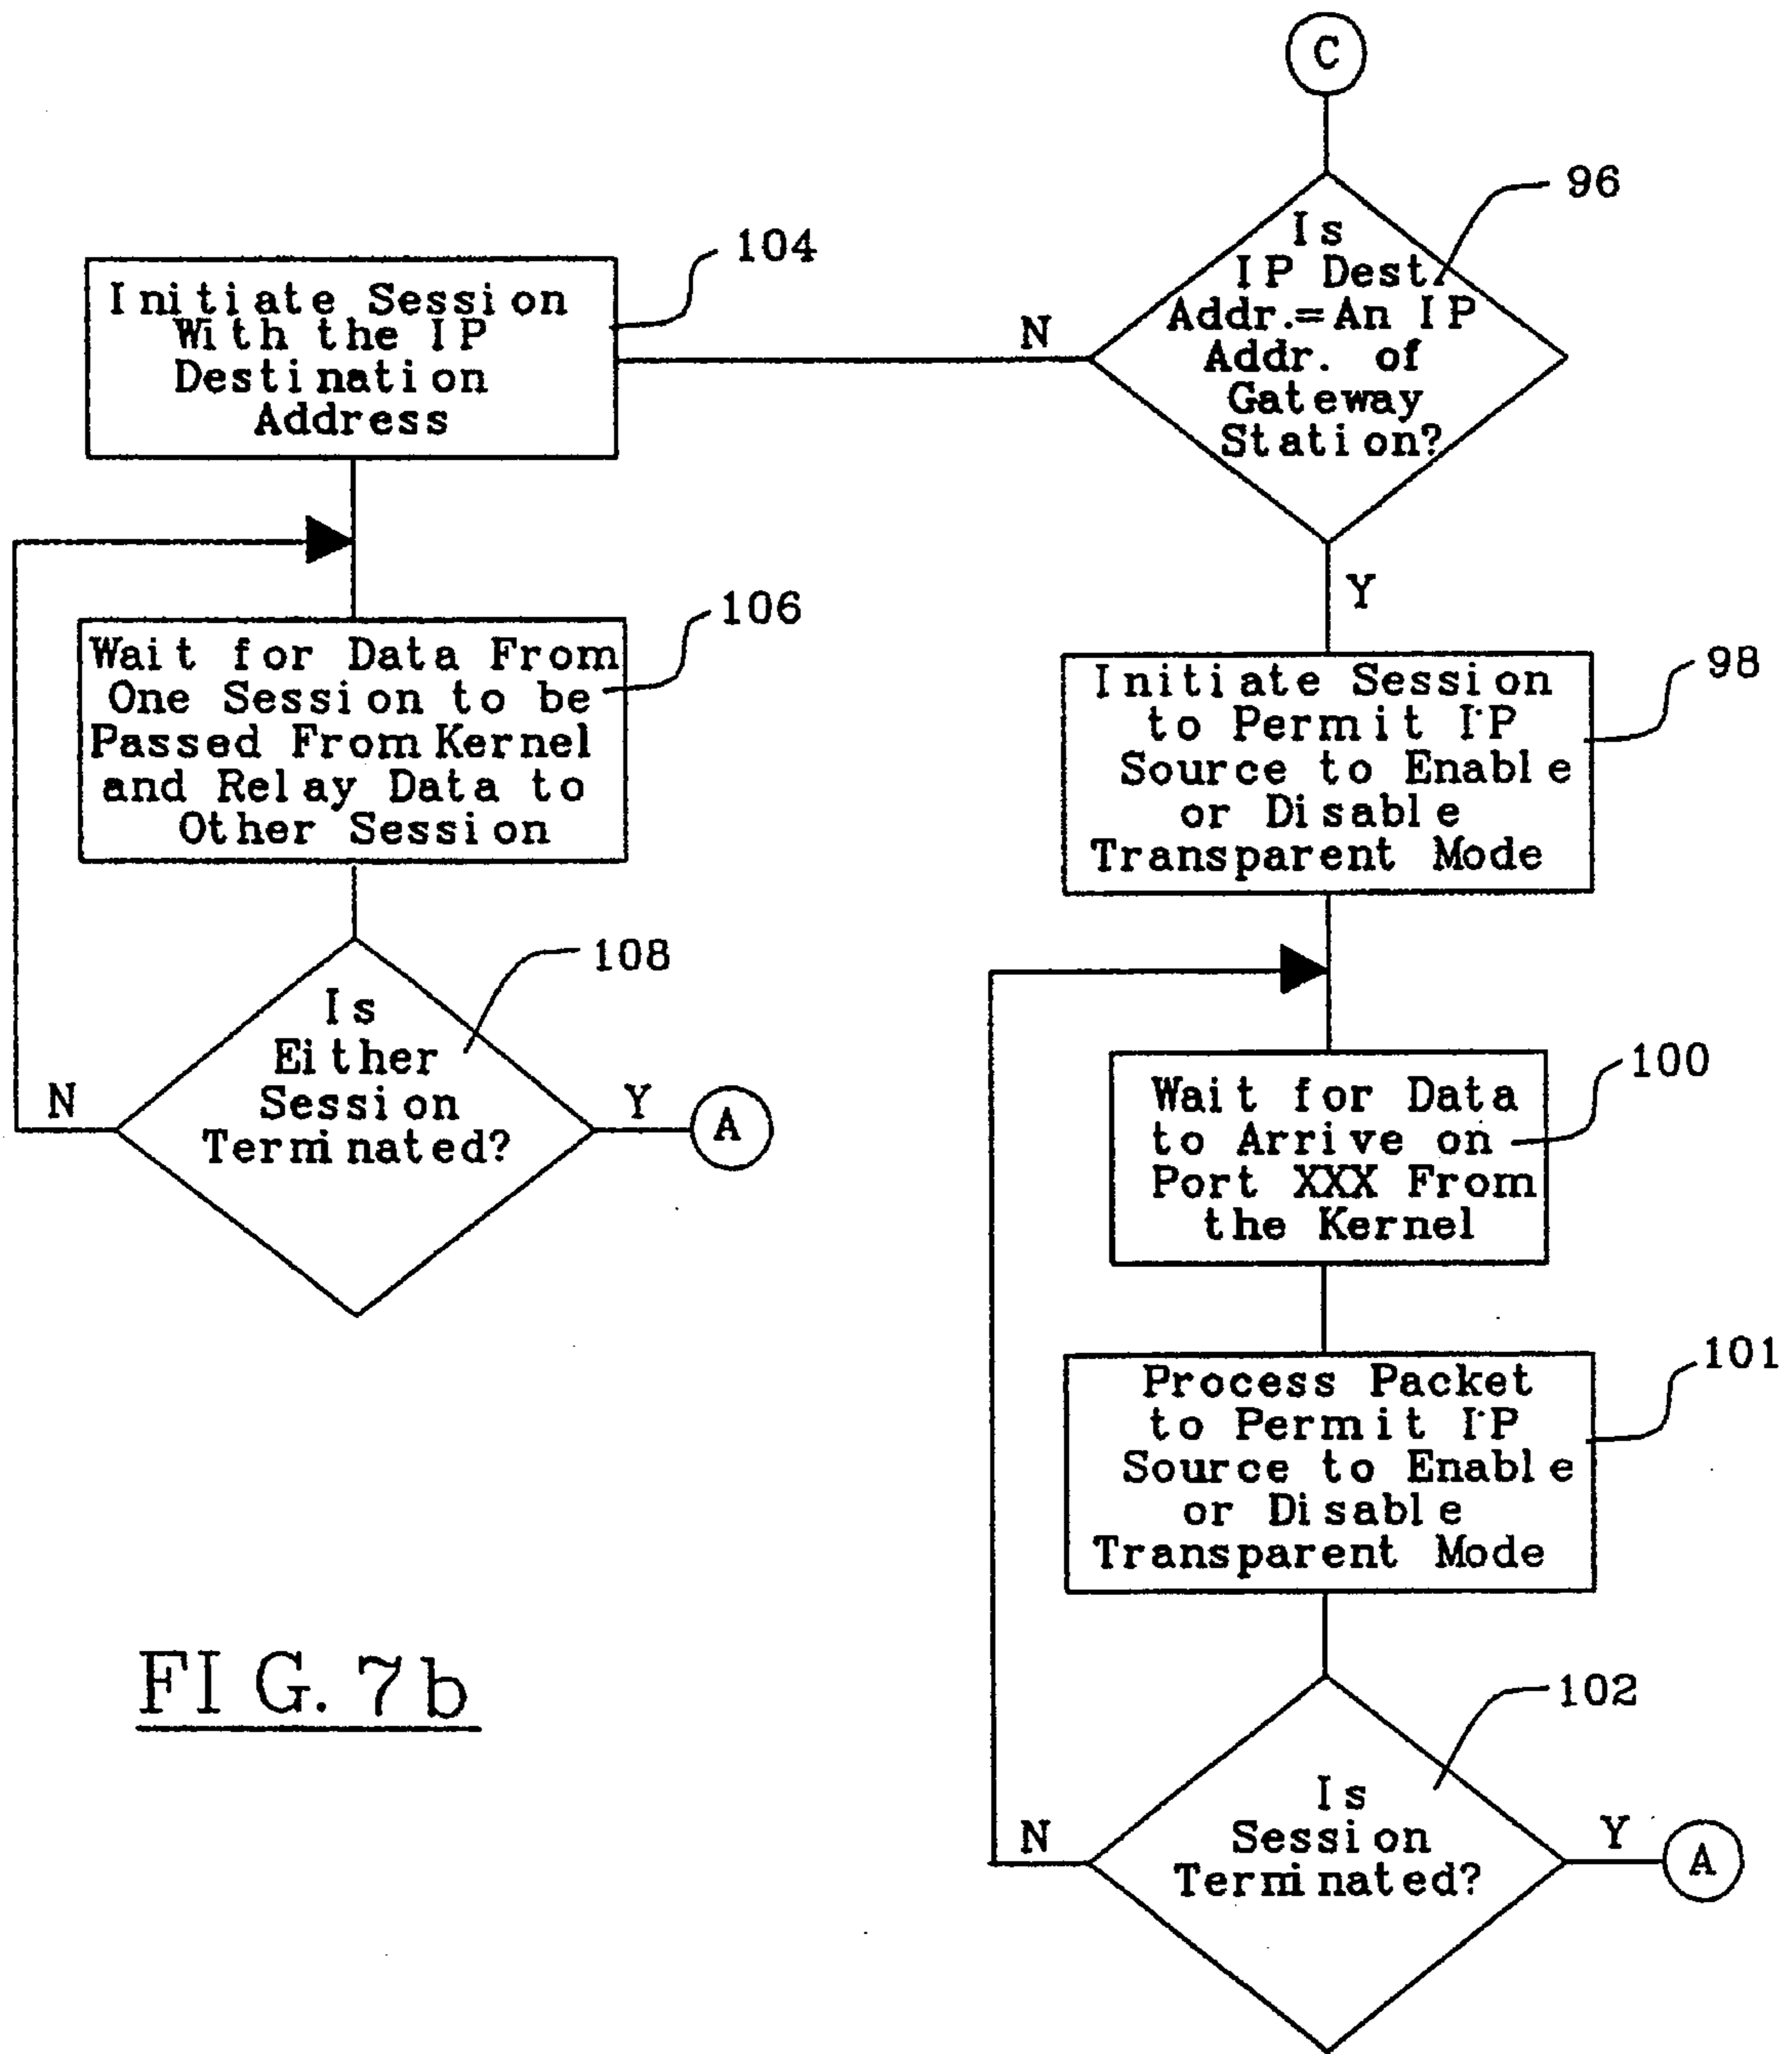 C
96
Is
IP Dest.
Addr.=An IP
Addr. of
Gateway
Station?
N
Y
104
Initiate Session
With the IP
Destination
Address
106
Wait for Data From
One Session to be
Passed From Kernel
and Relay Data to
Other Session
108
Is
Either
Session
Terminated?
N
Y
A
98
Initiate Session
to Permit IP
Source to Enable
or Disable
Transparent Mode
100
Wait for Data
to Arrive on
Port XXX From
the Kernel
101
Process Packet
to Permit IP
Source to Enable
or Disable
Transparent Mode
102
Is
Session
Terminated?
N
Y
A
FIG. 7b